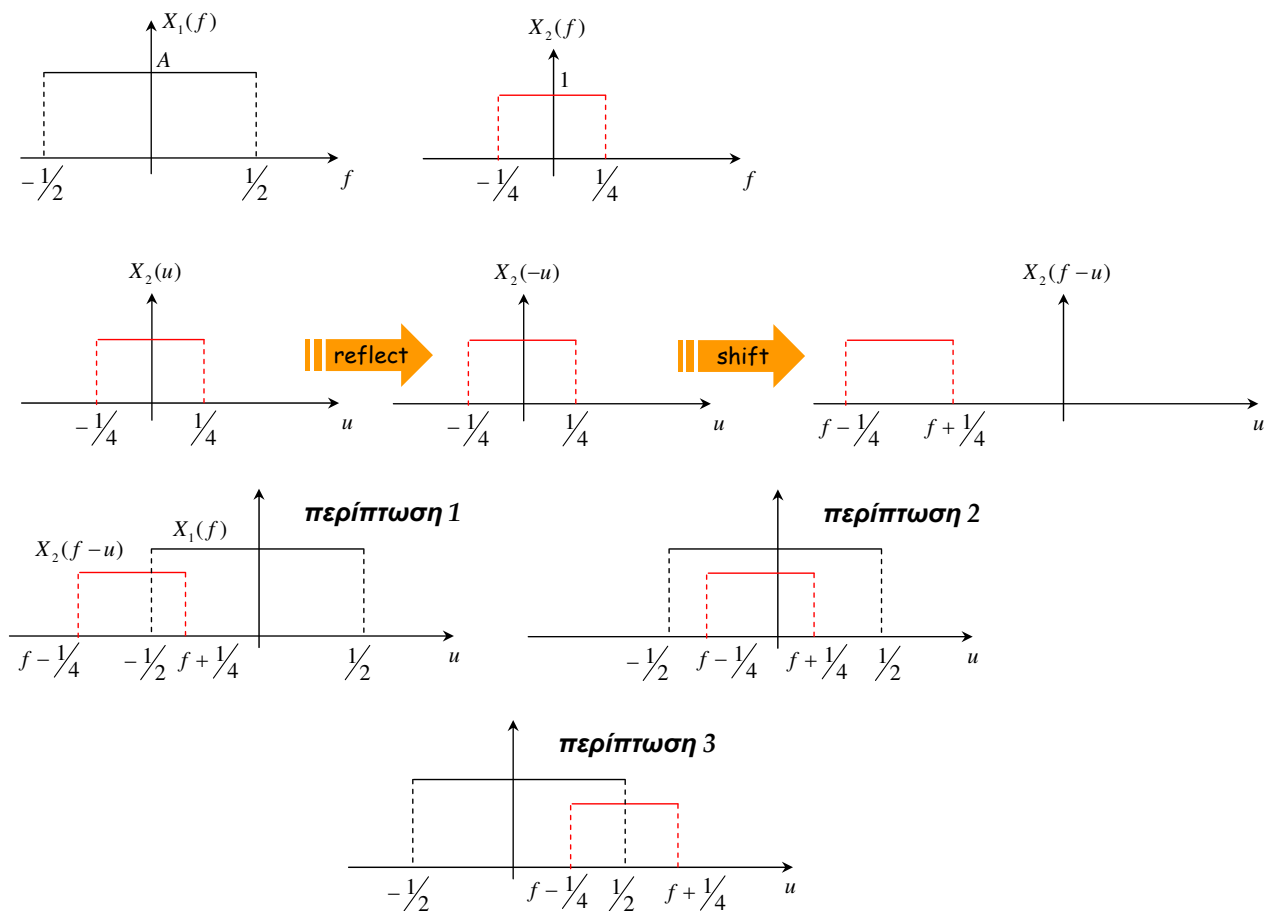 X₁(f)
A
−1/2
1/2
f
X₂(f)
1
−1/4
1/4
f
X₂(u)
−1/4
1/4
u
reflect
X₂(−u)
−1/4
1/4
u
shift
X₂(f−u)
f−1/4
f+1/4
u
περίπτωση 1
X₁(f)
X₂(f−u)
f−1/4
−1/2
f+1/4
1/2
u
περίπτωση 2
−1/2
f−1/4
f+1/4
1/2
u
περίπτωση 3
−1/2
f−1/4
1/2
f+1/4
u